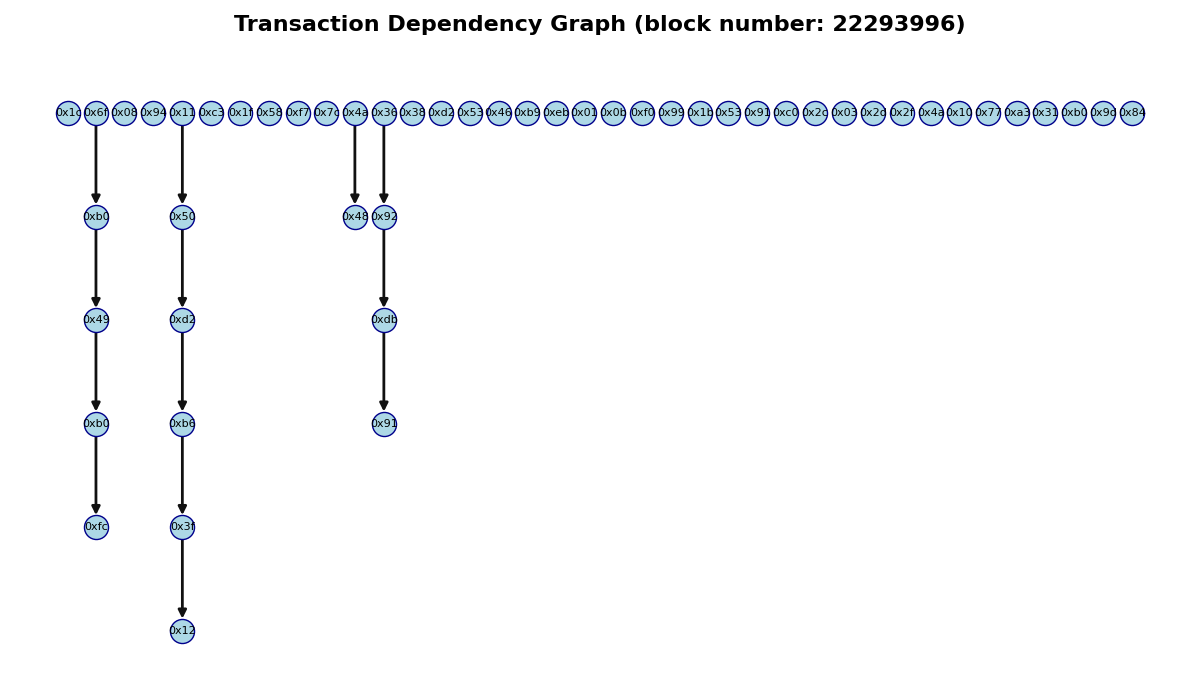 Transaction Dependency Graph (block number: 22293996)
0x1c 0x6f 0x08 0x94 0x11 0xc3 0x1f 0x58 0xf7 0x7c 0x4a 0x36 0x38 0xd2 0x53 0x46 0xb9 0xeb 0x01 0x0b 0xf0 0x99 0x1b 0x53 0x91 0xc0 0x2c 0x03 0x2c 0x2f 0x4a 0x10 0x77 0xa3 0x31 0xb0 0x9c 0x84
0xb0 0x50 0x48 0x92
0x49 0xd2 0xdb
0xb0 0xb6 0x91
0xfc 0x3f
0x12